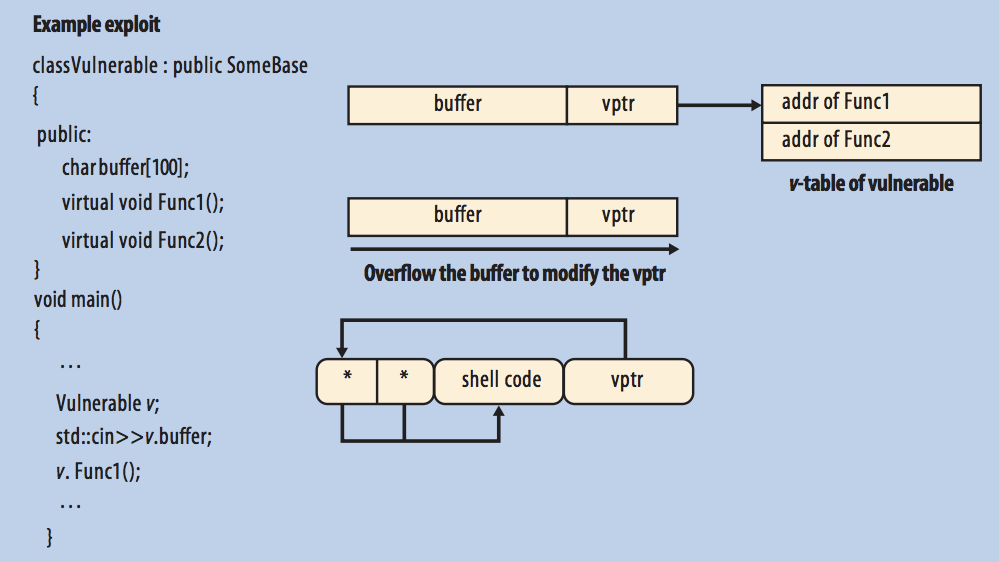 Example exploit
classVulnerable : public SomeBase
{
public:
char buffer[100];
virtual void Func1();
virtual void Func2();
}
void main()
{
...
Vulnerable v;
std::cin>>v.buffer;
v. Func1();
...
}
buffer vptr
addr of Func1
addr of Func2
v-table of vulnerable
buffer vptr
Overflow the buffer to modify the vptr
* * shell code vptr